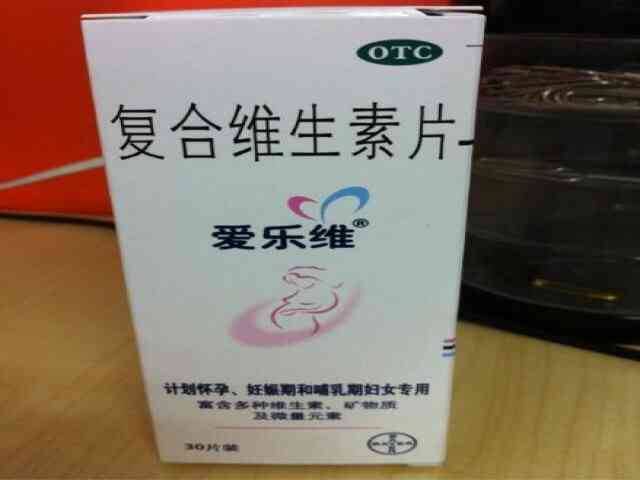 OTC
复合维生素片
爱乐维®
计划怀孕、妊娠期和哺乳期妇女专用
富含多种维生素、矿物质
及微量元素
30片装
BAYER